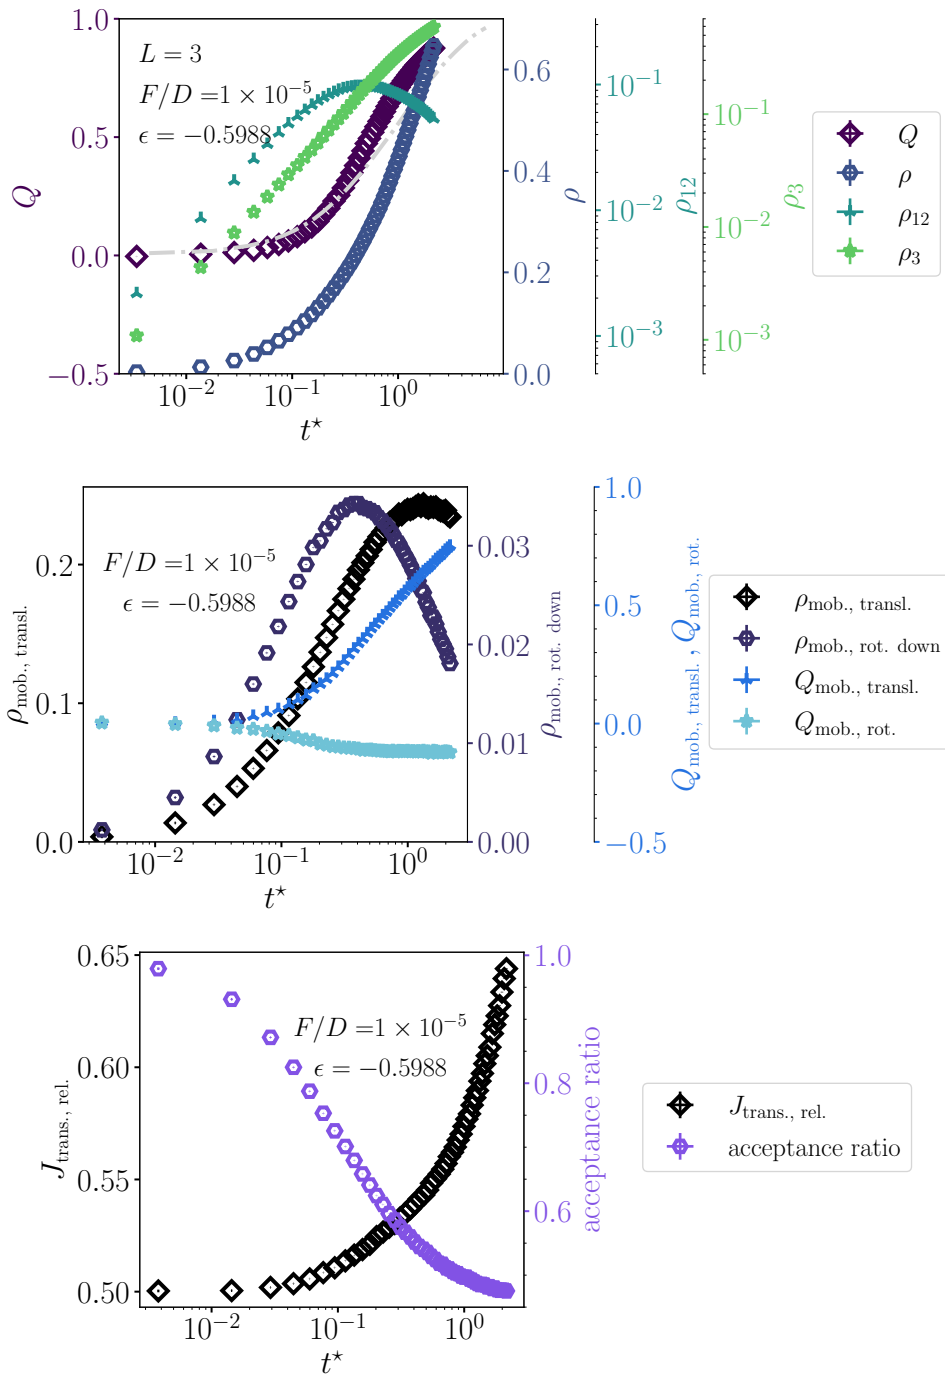 L = 3
F/D =1 × 10⁻⁵
ϵ = −0.5988
1.0
0.5
0.0
−0.5
Q
10⁻²
10⁻¹
10⁰
t⋆
0.6
0.4
0.2
0.0
ρ
10⁻¹
10⁻²
10⁻³
ρ₁₂
10⁻¹
10⁻²
10⁻³
ρ₃
Q
ρ
ρ₁₂
ρ₃
F/D =1 × 10⁻⁵
ϵ = −0.5988
0.2
0.1
0.0
ρmob., transl.
10⁻²
10⁻¹
10⁰
t⋆
0.03
0.02
0.01
0.00
ρmob., rot. down
1.0
0.5
0.0
−0.5
Qmob., transl., Qmob., rot.
ρmob., transl.
ρmob., rot. down
Qmob., transl.
Qmob., rot.
F/D =1 × 10⁻⁵
ϵ = −0.5988
0.65
0.60
0.55
0.50
Jtrans., rel.
10⁻²
10⁻¹
10⁰
t⋆
1.0
0.8
0.6
acceptance ratio
Jtrans., rel.
acceptance ratio